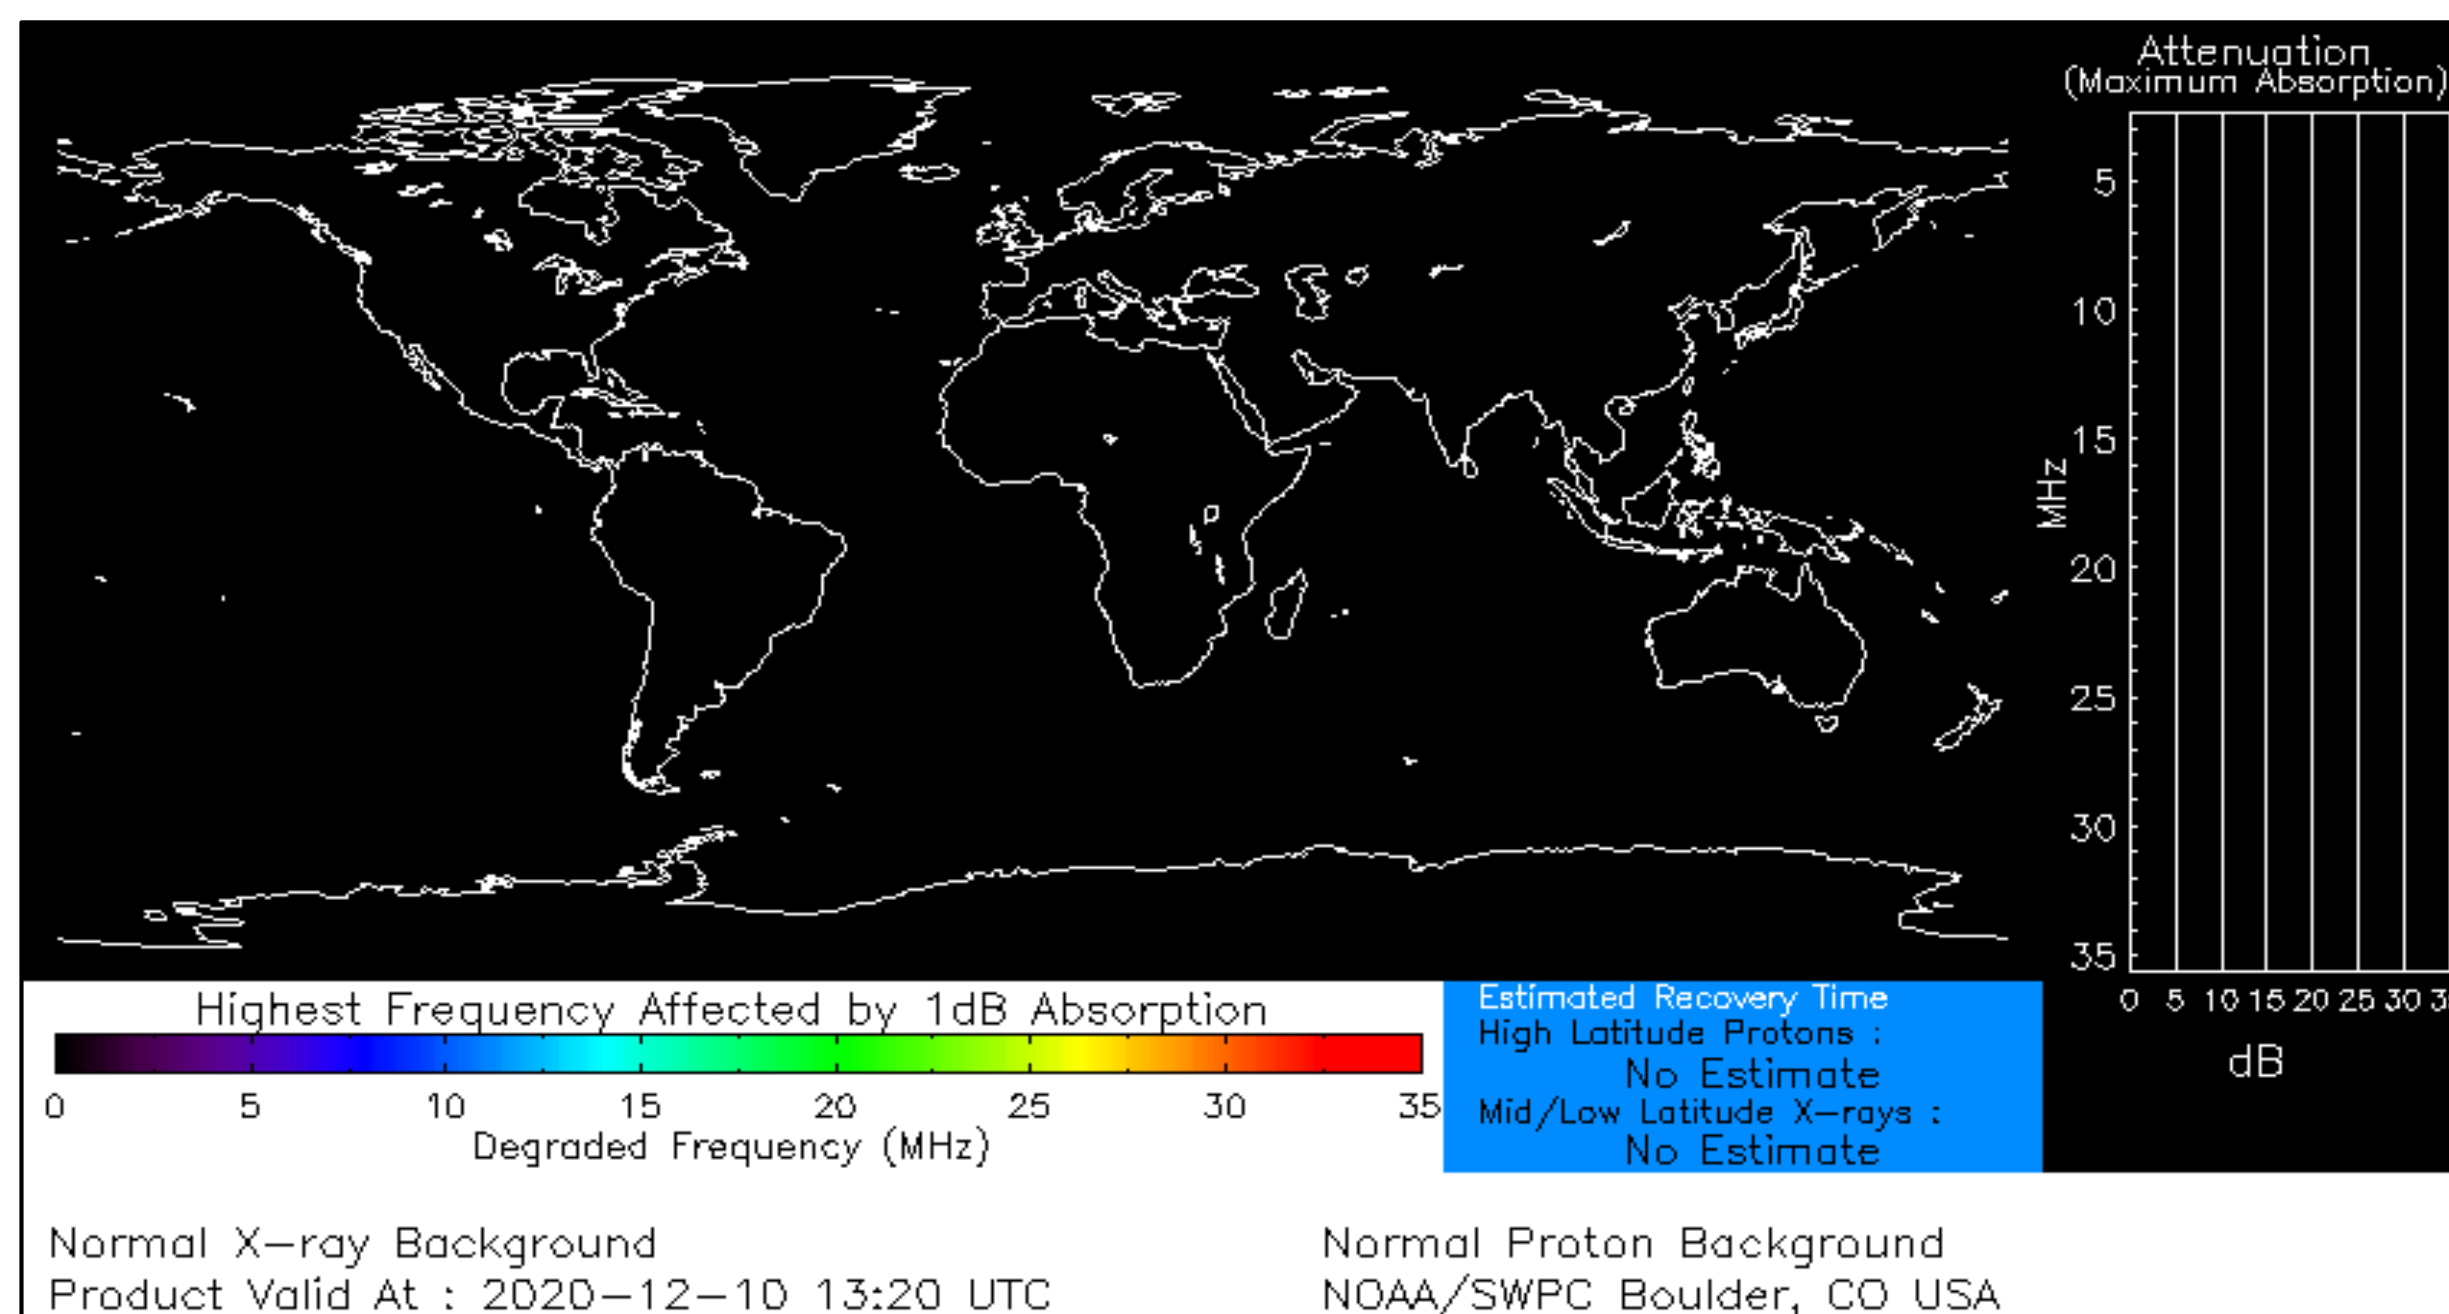 Attenuation
(Maximum Absorption)
5
10
15
20
25
30
35
MHz
0 5 10 15 20 25 30
dB
Highest Frequency Affected by 1dB Absorption
0 5 10 15 20 25 30 35
Degraded Frequency (MHz)
Estimated Recovery Time
High Latitude Protons :
No Estimate
Mid/Low Latitude X-rays :
No Estimate
Normal X-ray Background
Normal Proton Background
Product Valid At : 2020-12-10 13:20 UTC
NOAA/SWPC Boulder, CO USA